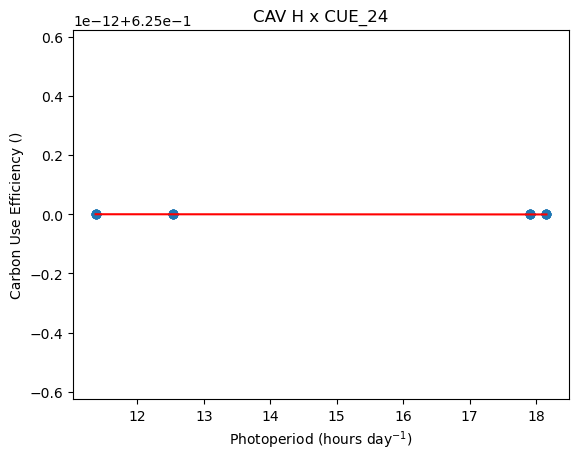 CAV H x CUE_24
1e−12+6.25e−1
0.6
0.4
0.2
0.0
−0.2
−0.4
−0.6
Carbon Use Efficiency ()
12 13 14 15 16 17 18
Photoperiod (hours day⁻¹)